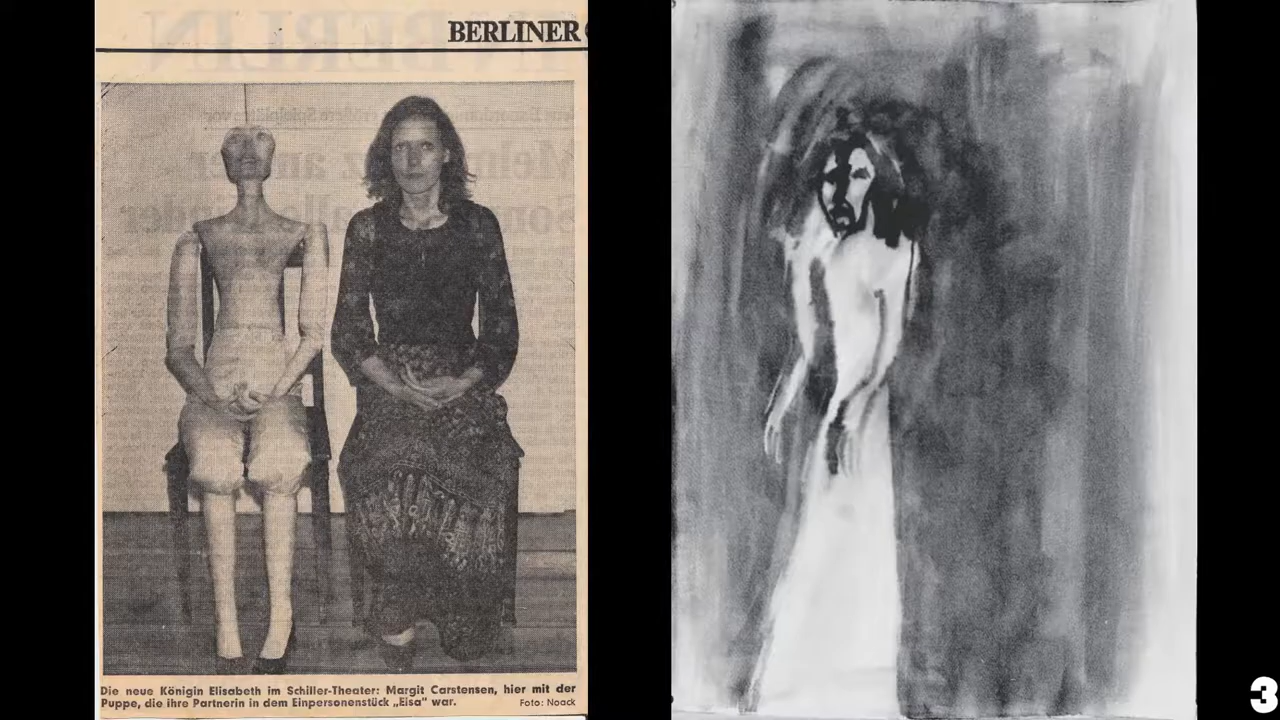 BERLINER
Die neue Königin Elisabeth im Schiller-Theater: Margit Carstensen, hier mit der
Puppe, die ihre Partnerin in dem Einpersonenstück „Eisa“ war. Foto: Noack
3